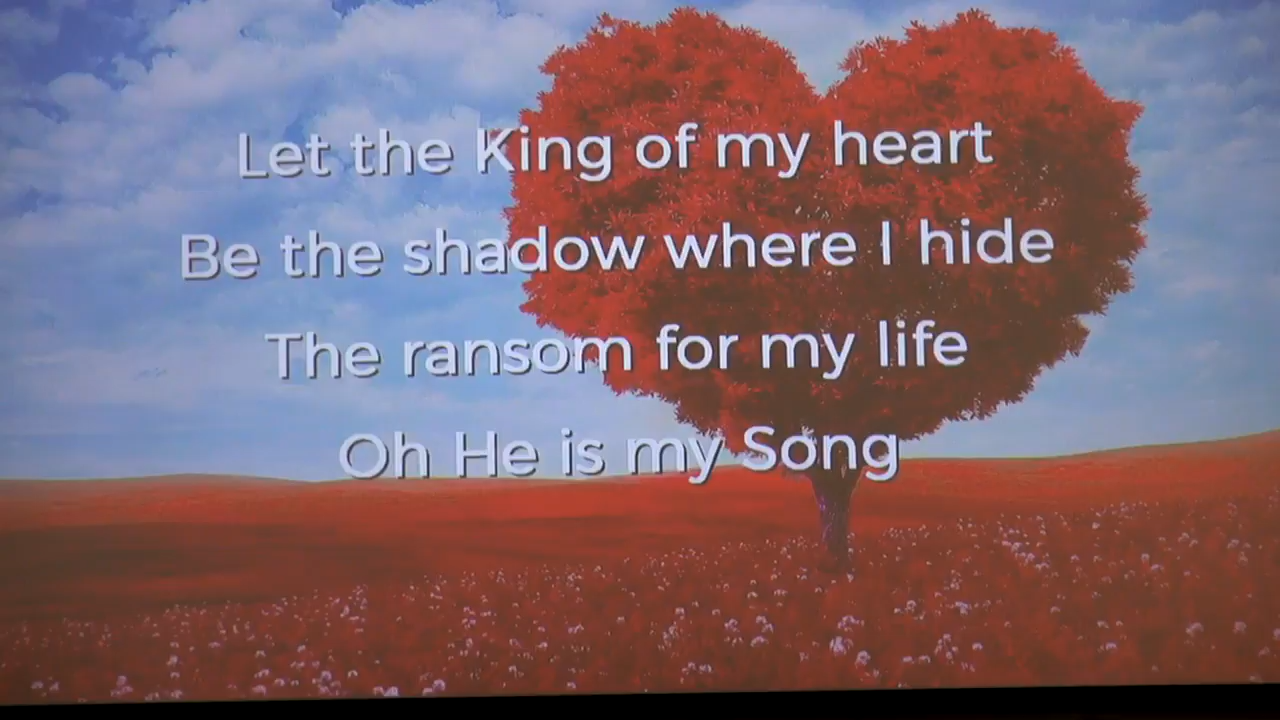 Let the King of my heart
Be the shadow where I hide
The ransom for my life
Oh He is my Song